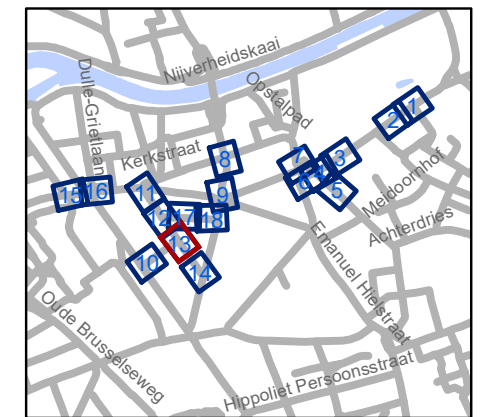 Nijverheidskaai
Dulle-Grietlaan
Opstalpad
Kerkstraat
1
2
3
4
5
6
7
8
9
10
11
12
13
14
15
16
17
18
Meidoornhof
Achterdries
Emanuel Hielstraat
Oude Brusselseweg
Hippoliet Persoonsstraat